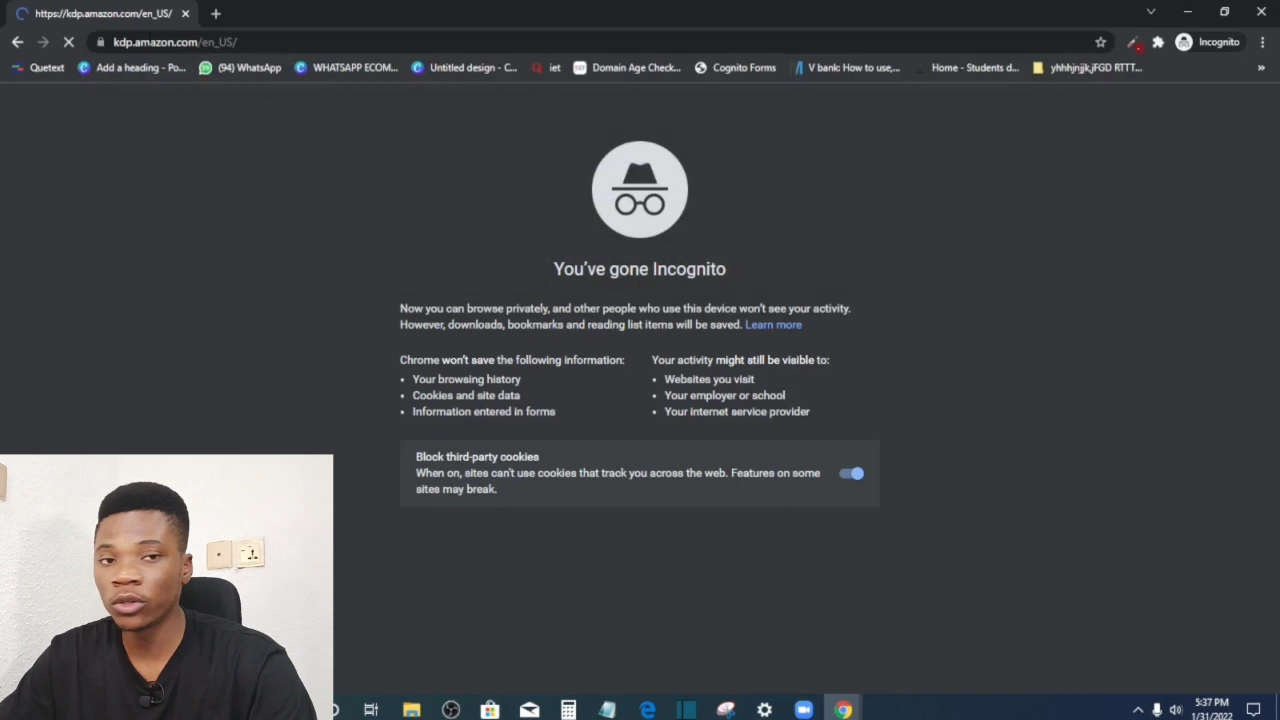 https://kdp.amazon.com/en_US/
kdp.amazon.com/en_US/
Incognito
Quetext
Add a heading - Po...
(94) WhatsApp
WHATSAPP ECOM...
Untitled design - C...
iet
Domain Age Check...
Cognito Forms
V bank: How to use,...
Home - Students d...
yhhhjnjjk,jFGD RTTT...
You've gone Incognito
Now you can browse privately, and other people who use this device won't see your activity.
However, downloads, bookmarks and reading list items will be saved. Learn more
Chrome won't save the following information:
• Your browsing history
• Cookies and site data
• Information entered in forms
Your activity might still be visible to:
• Websites you visit
• Your employer or school
• Your internet service provider
Block third-party cookies
When on, sites can't use cookies that track you across the web. Features on some
sites may break.
5:37 PM
1/31/2022